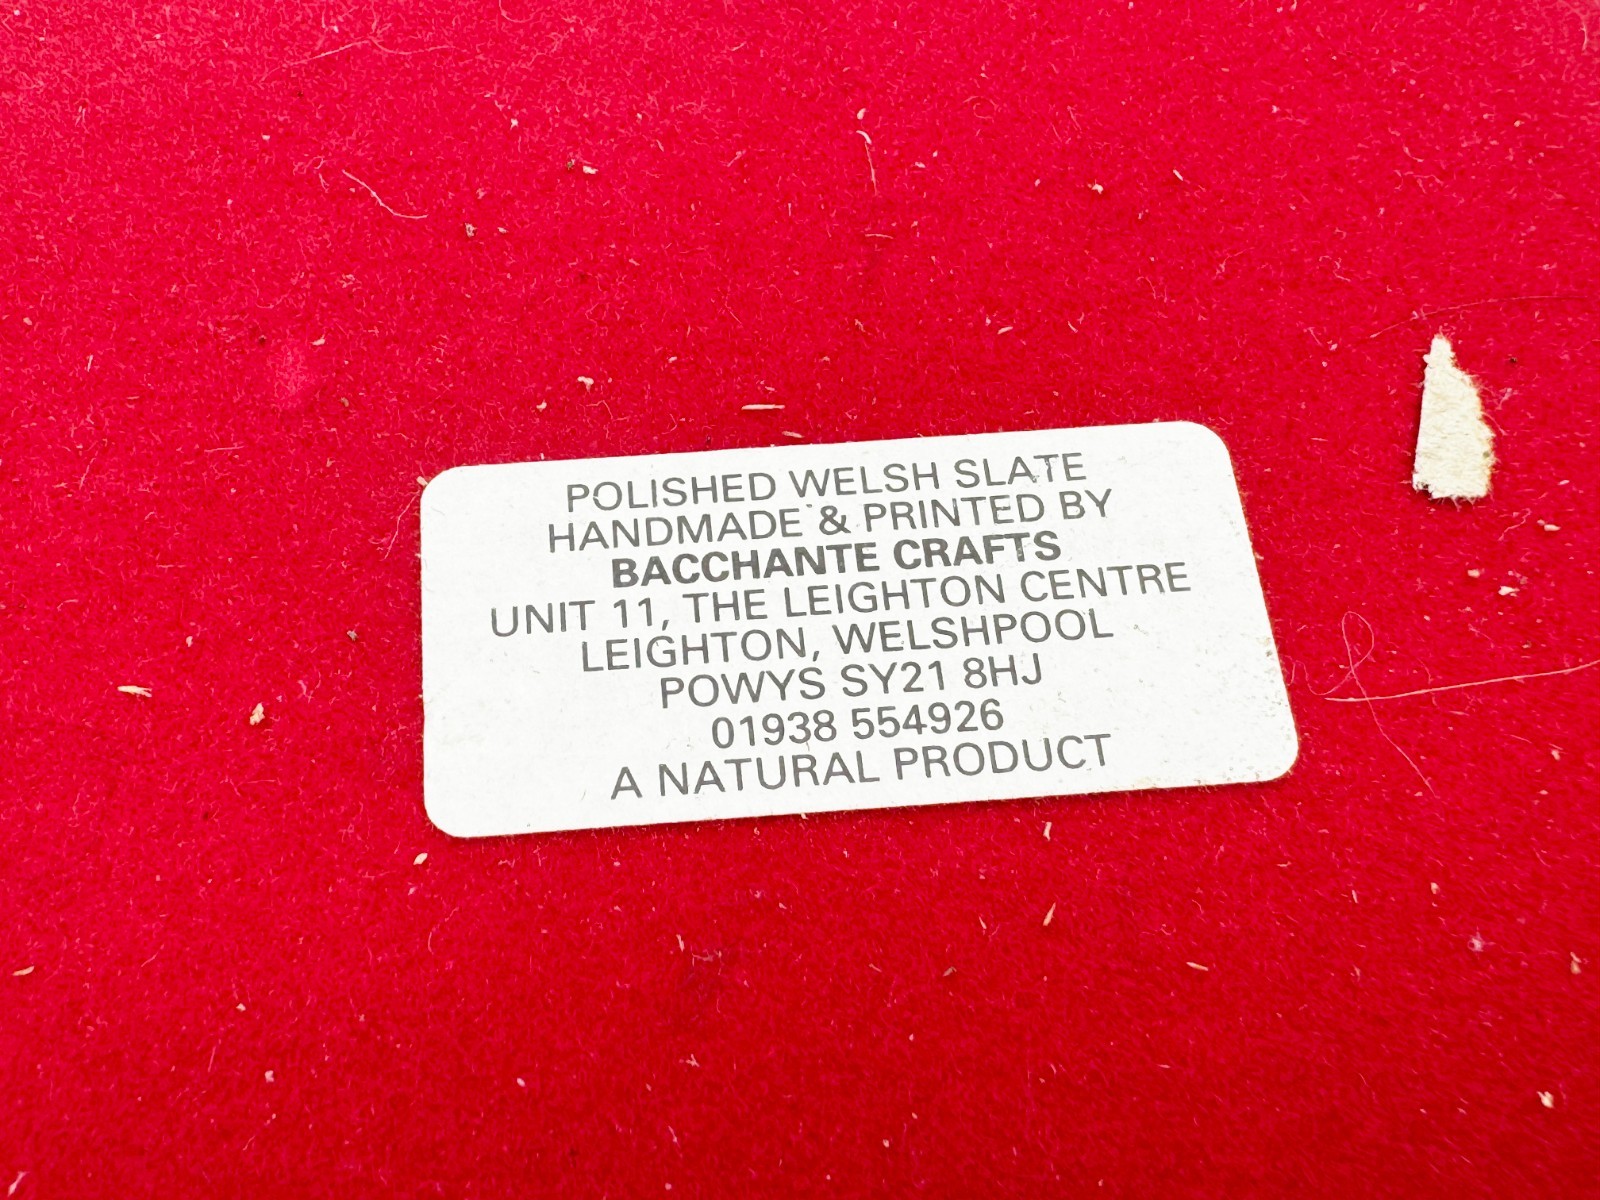 POLISHED WELSH SLATE
HANDMADE & PRINTED BY
BACCHANTE CRAFTS
UNIT 11, THE LEIGHTON CENTRE
LEIGHTON, WELSHPOOL
POWYS SY21 8HJ
01938 554926
A NATURAL PRODUCT